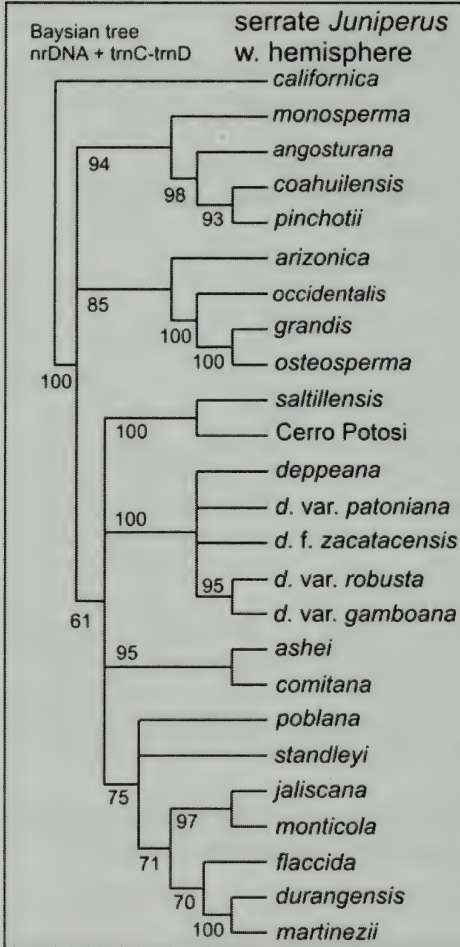 Baysian tree
nrDNA + trnC-trnD
serrate Juniperus
w. hemisphere
californica
monosperma
94
angosturana
98
coahuilensis
93
pinchotii
arizonica
occidentalis
85
grandis
100
osteosperma
100
100
saltillensis
100
Cerro Potosi
deppeana
100
d. var. patoniana
d. f. zacatacensis
d. var. robusta
95
d. var. gamboana
61
ashei
95
comitana
poblana
standleyi
75
jaliscana
97
monticola
71
flaccida
70
durangensis
100
martinezii